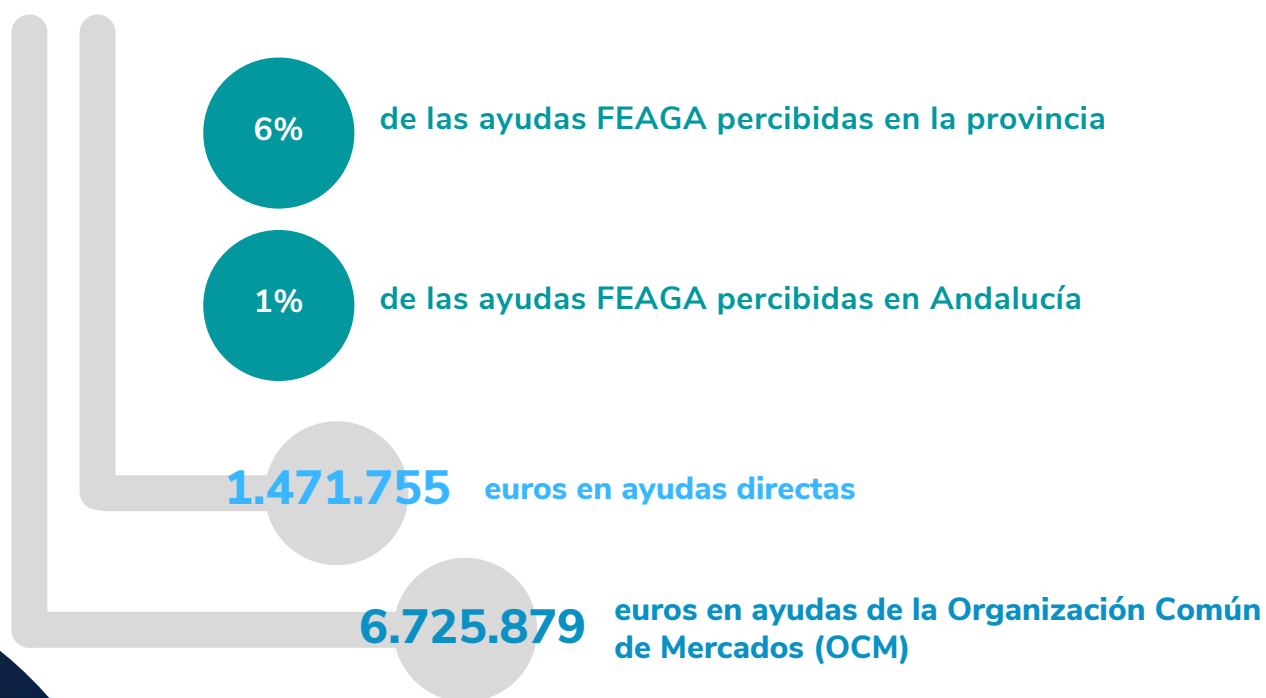 6%
de las ayudas FEAGA percibidas en la provincia
1%
de las ayudas FEAGA percibidas en Andalucía
1.471.755
euros en ayudas directas
6.725.879
euros en ayudas de la Organización Común
de Mercados (OCM)